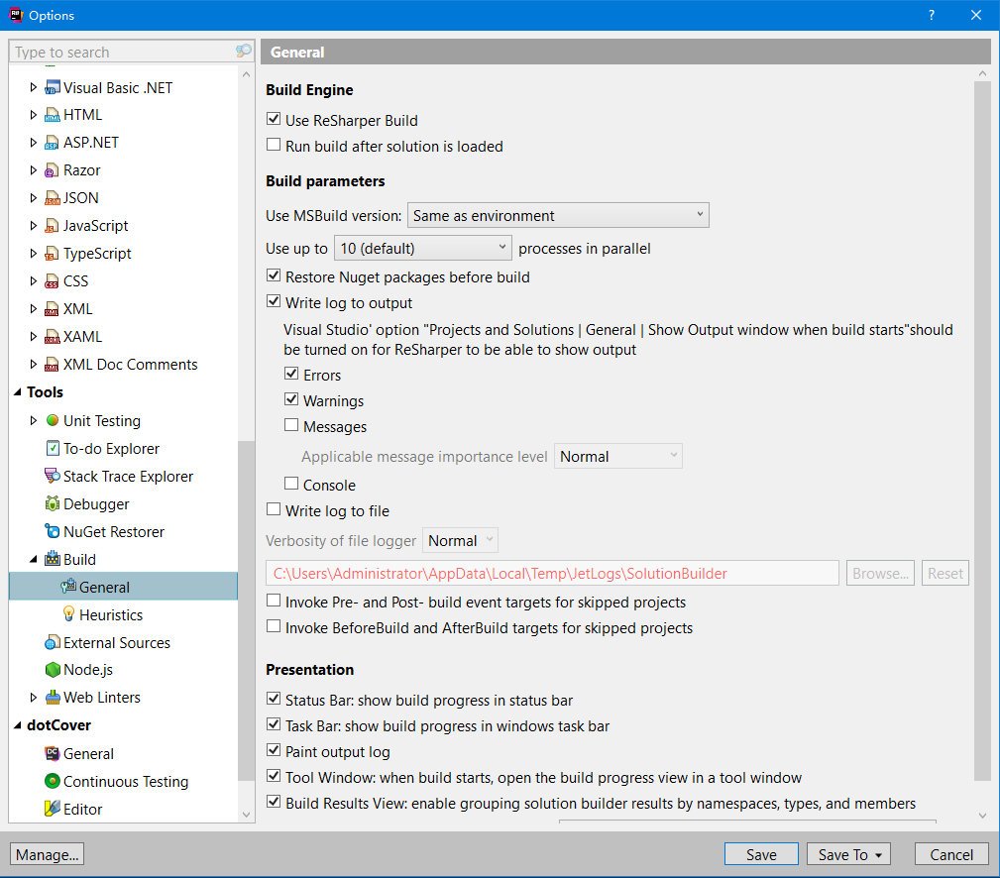 Options
Type to search
Visual Basic .NET
HTML
ASP.NET
Razor
JSON
JavaScript
TypeScript
CSS
XML
XAML
XML Doc Comments
Tools
Unit Testing
To-do Explorer
Stack Trace Explorer
Debugger
NuGet Restorer
Build
General
Heuristics
External Sources
Node.js
Web Linters
dotCover
General
Continuous Testing
Editor
General
Build Engine
Use ReSharper Build
Run build after solution is loaded
Build parameters
Use MSBuild version: Same as environment
Use up to 10 (default) processes in parallel
Restore Nuget packages before build
Write log to output
Visual Studio' option "Projects and Solutions | General | Show Output window when build starts"should
be turned on for ReSharper to be able to show output
Errors
Warnings
Messages
Applicable message importance level Normal
Console
Write log to file
Verbosity of file logger Normal
C:\Users\Administrator\AppData\Local\Temp\JetLogs\SolutionBuilder Browse... Reset
Invoke Pre- and Post- build event targets for skipped projects
Invoke BeforeBuild and AfterBuild targets for skipped projects
Presentation
Status Bar: show build progress in status bar
Task Bar: show build progress in windows task bar
Paint output log
Tool Window: when build starts, open the build progress view in a tool window
Build Results View: enable grouping solution builder results by namespaces, types, and members
Manage... Save Save To Cancel